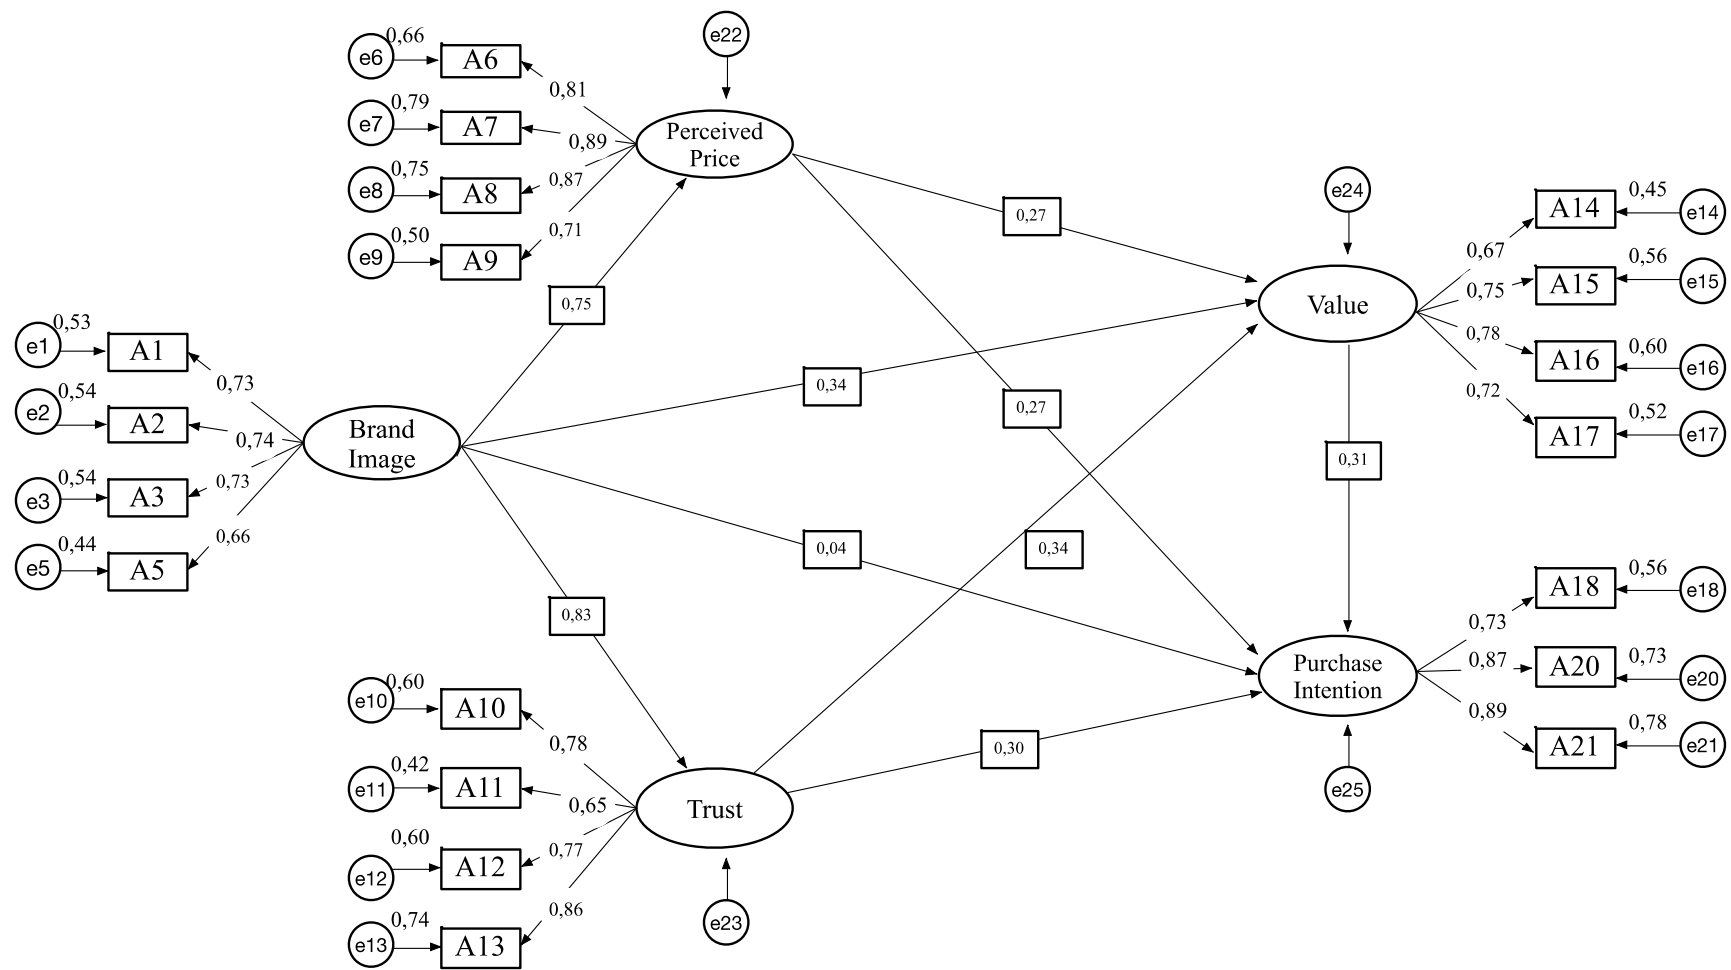 e22
0,66
e6
A6
0,81
0,79
e7
A7
0,89
Perceived
Price
0,75
e8
A8
0,87
0,50
e9
A9
0,71
0,75
0,27
e24
Value
0,67
A14
0,45
e14
0,75
A15
0,56
e15
0,78
A16
0,60
e16
0,72
A17
0,52
e17
0,53
e1
A1
0,73
0,54
e2
A2
0,74
0,54
e3
A3
0,73
0,44
e5
A5
0,66
Brand
Image
0,34
0,27
0,31
0,04
0,34
0,83
0,30
0,60
e10
A10
0,78
0,42
e11
A11
0,65
0,60
e12
A12
0,77
0,74
e13
A13
0,86
Trust
e23
Purchase
Intention
e25
0,73
A18
0,56
e18
0,87
A20
0,73
e20
0,89
A21
0,78
e21